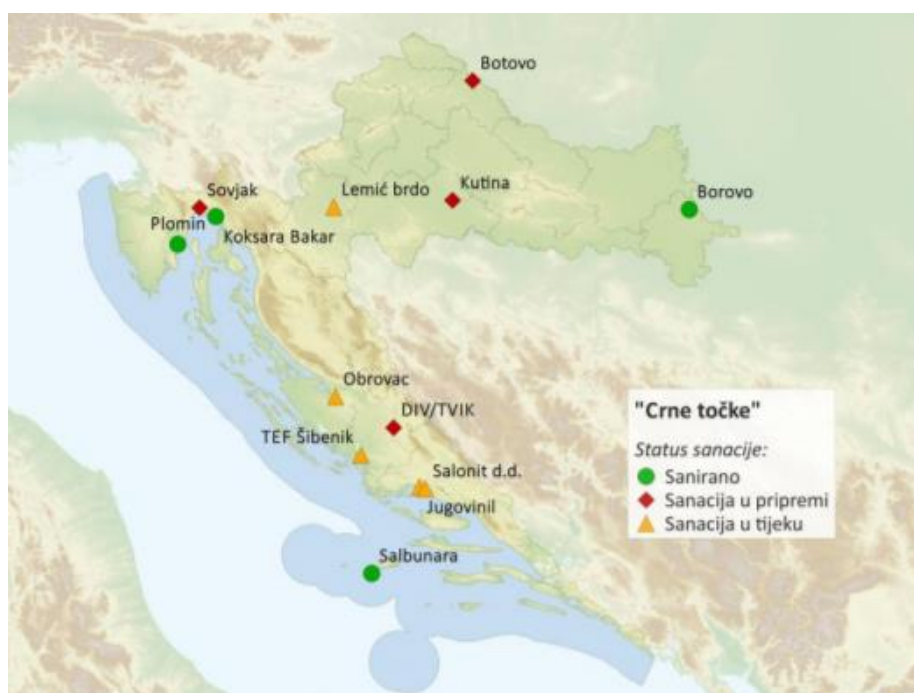 Botovo
Sovjak
Lemić brdo
Kutina
Borovo
Plomin
Koksara Bakar
Obrovac
DIV/TVIK
TEF Šibenik
Salonit d.d.
Jugovinil
Salbunara
"Crne točke"
Status sanacije:
Sanirano
Sanacija u pripremi
Sanacija u tijeku